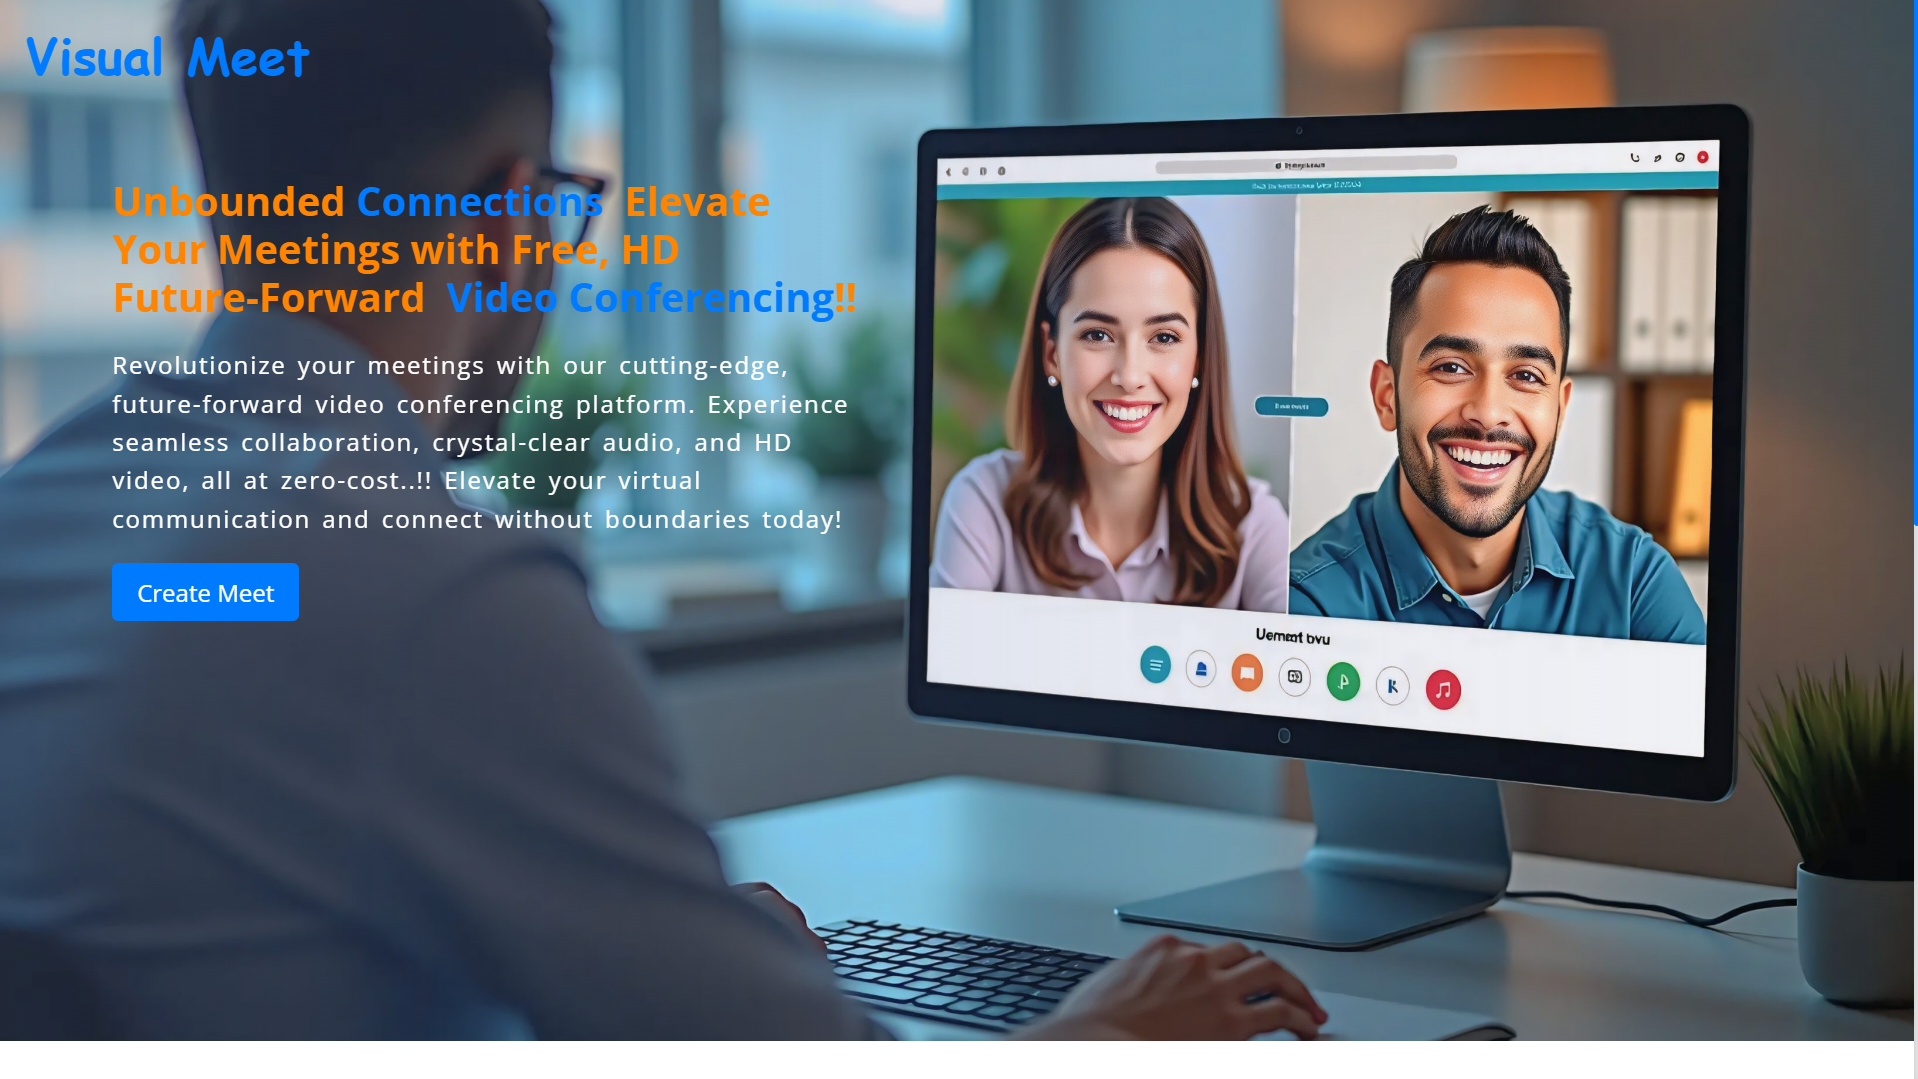 Visual Meet
Unbounded Connections Elevate
Your Meetings with Free, HD
Future-Forward Video Conferencing!!
Revolutionize your meetings with our cutting-edge,
future-forward video conferencing platform. Experience
seamless collaboration, crystal-clear audio, and HD
video, all at zero-cost..!! Elevate your virtual
communication and connect without boundaries today!
Create Meet